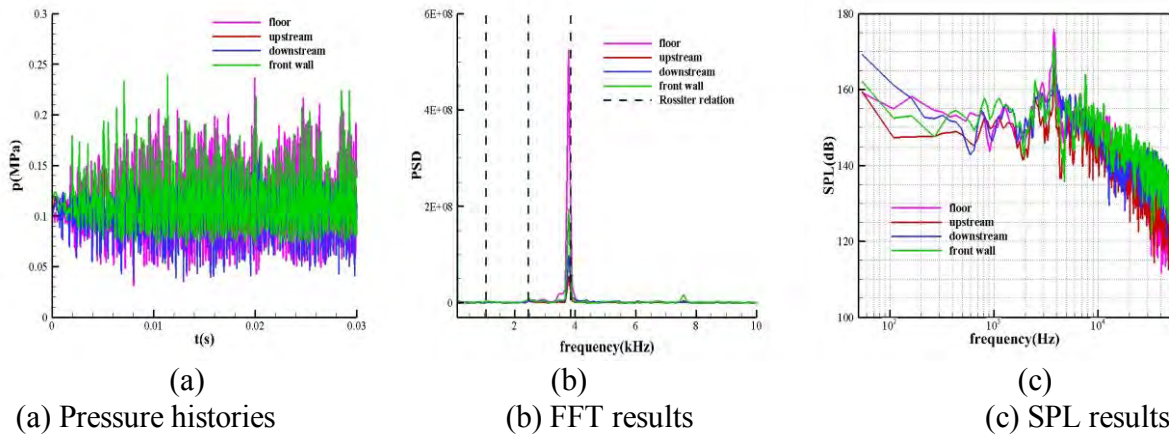 0.3
0.25
0.2
0.15
0.1
0.05
0
p(MPa)
floor
upstream
downstream
front wall
0
0.01
0.02
0.03
t(s)
6E+08
4E+08
2E+08
0
PSD
floor
upstream
downstream
front wall
Rossiter relation
2
4
6
8
10
frequency(kHz)
180
160
140
120
100
SPL(dB)
floor
upstream
downstream
front wall
10²
10³
10⁴
frequency(Hz)
(a)
(b)
(c)
(a) Pressure histories
(b) FFT results
(c) SPL results